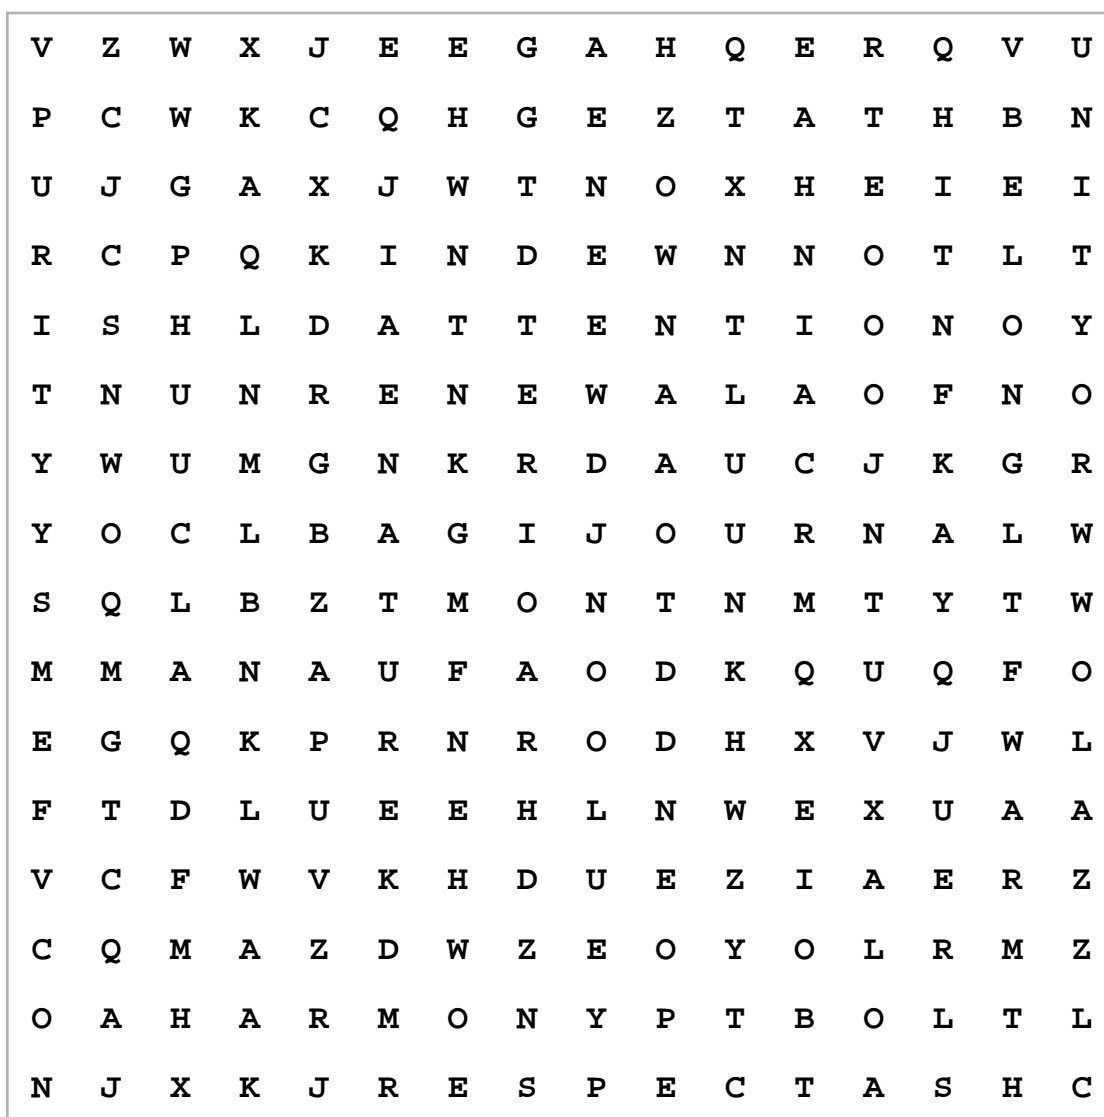 V Z W X J E E G A H Q E R Q V U
P C W K C Q H G E Z T A T H B N
U J G A X J W T N O X H E I E I
R C P Q K I N D E W N N O T L T
I S H L D A T T E N T I O N O Y
T N U N R E N E W A L A O F N O
Y W U M G N K R D A U C J K G R
Y O C L B A G I J O U R N A L W
S Q L B Z T M O N T N M T Y T W
M M A N A U F A O D K Q U Q F O
E G Q K P R N R O D H X V J W L
F T D L U E E H L N W E X U A A
V C F W V K H D U E Z I A E R Z
C Q M A Z D W Z E O Y O L R M Z
O A H A R M O N Y P T B O L T L
N J X K J R E S P E C T A S H C